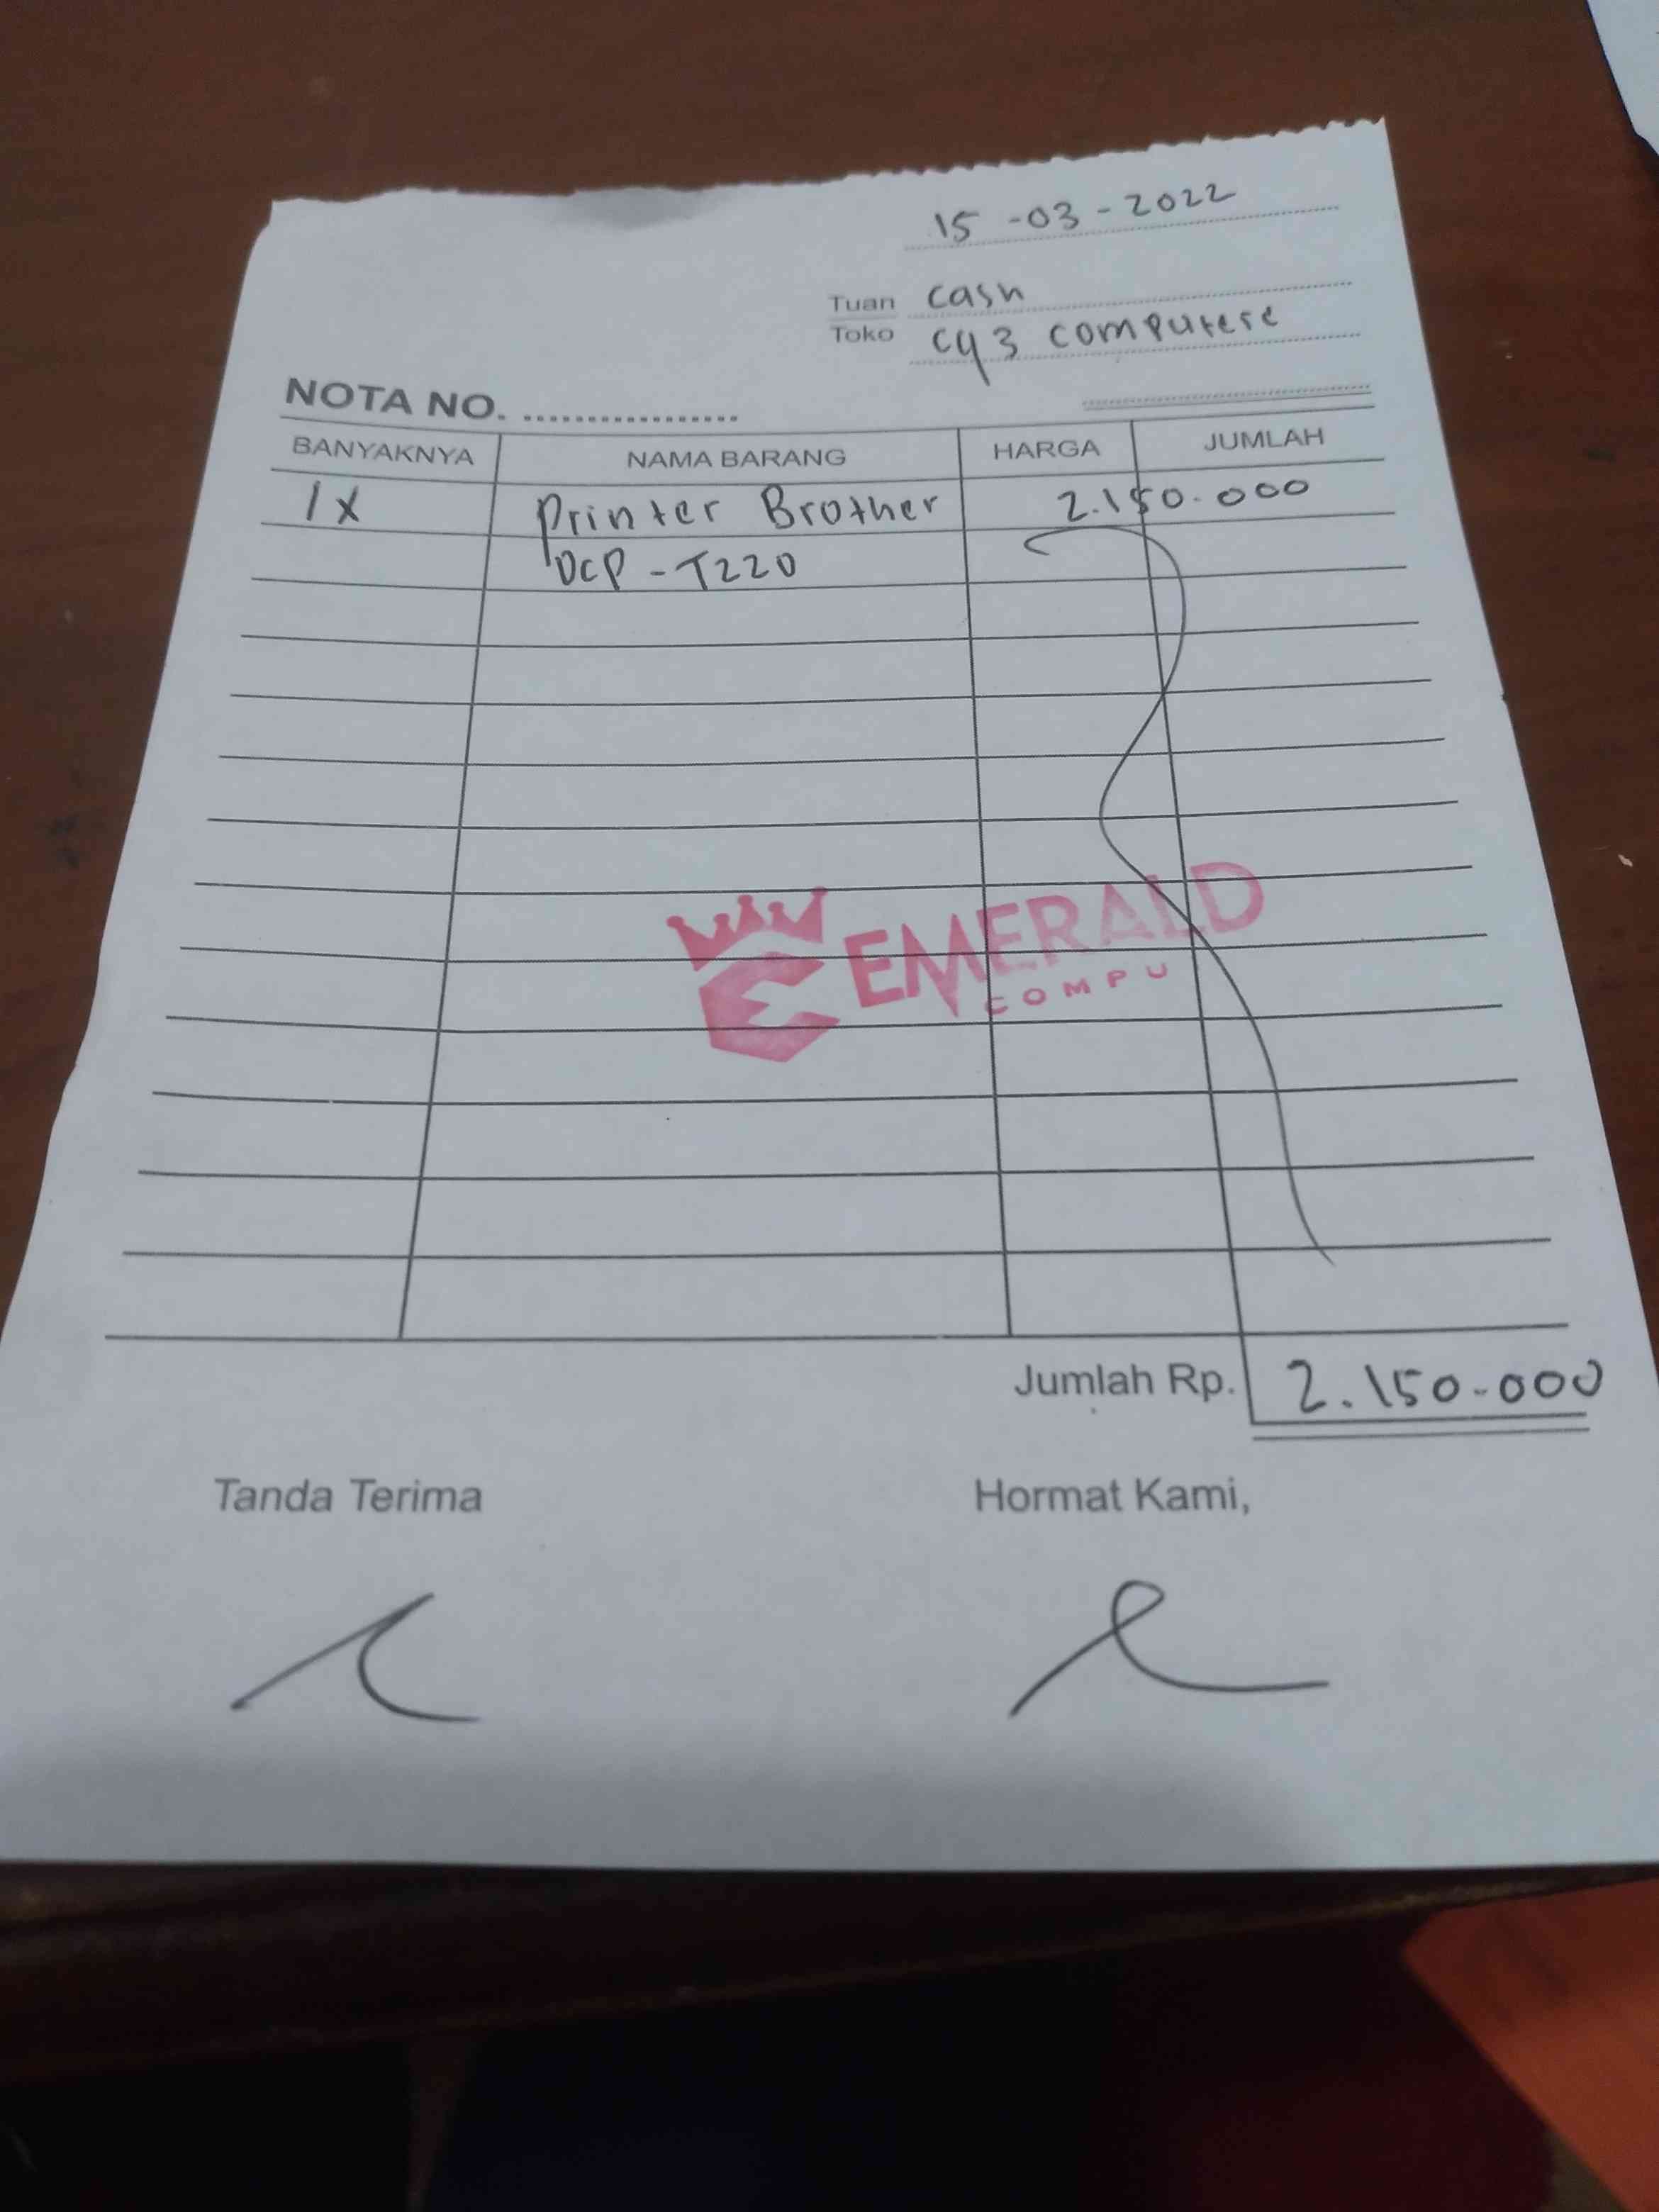 15 - 03 - 2022
Tuan cash
Toko cq3 computere
NOTA NO. ..................
BANYAKNYA NAMA BARANG HARGA JUMLAH
1x Printer Brother 2.150.000
DCP - T220
EMERALD
COMPU
Jumlah Rp. 2.150.000
Tanda Terima Hormat Kami,